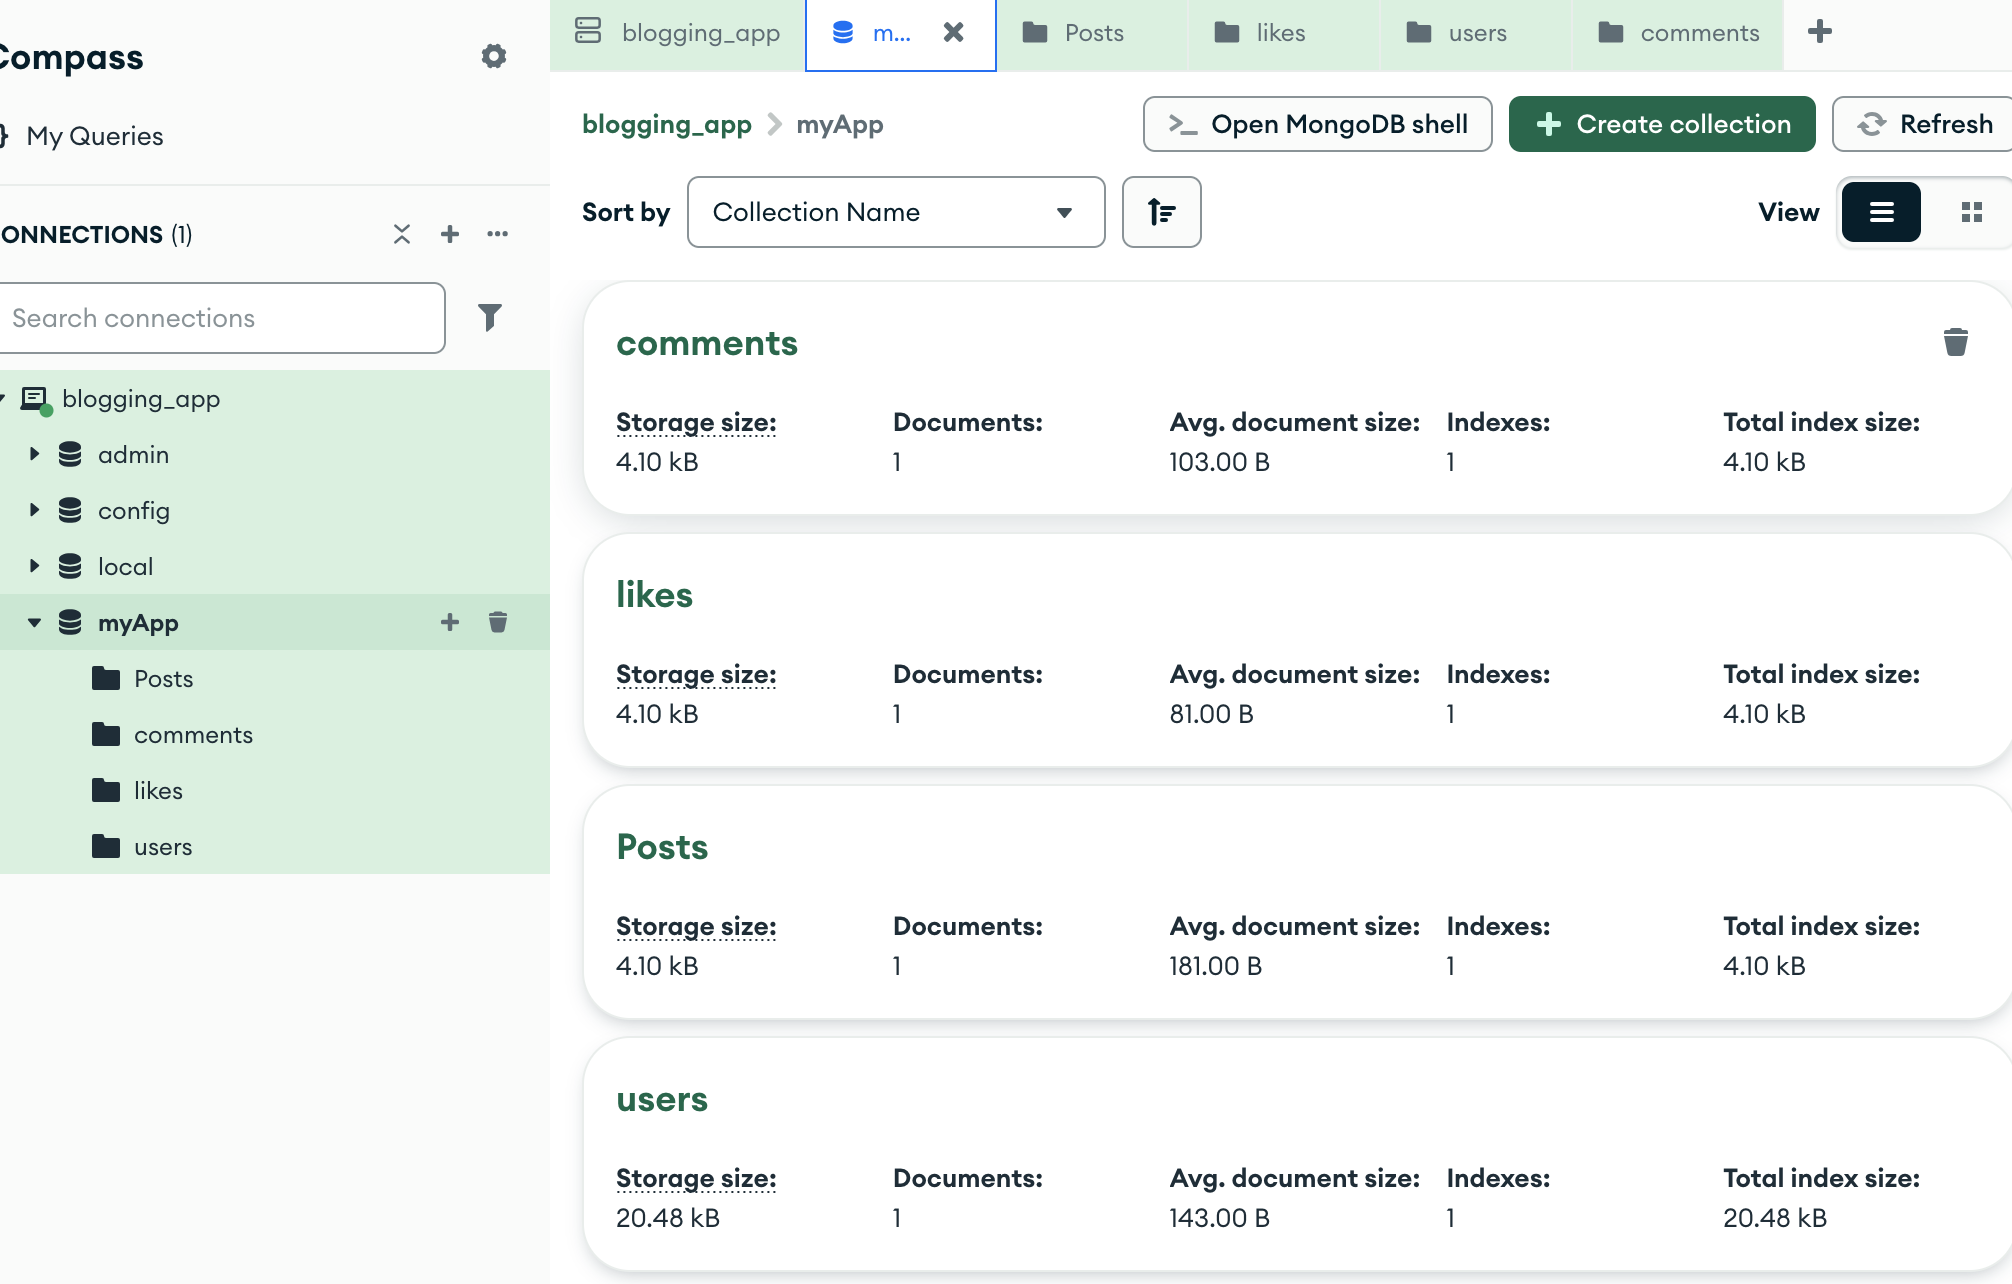 Compass
My Queries
ONNECTIONS (1)
Search connections
blogging_app
admin
config
local
myApp
Posts
comments
likes
users
blogging_app
m...
Posts
likes
users
comments
blogging_app > myApp
Open MongoDB shell
Create collection
Refresh
Sort by
Collection Name
View
comments
Storage size: Documents: Avg. document size: Indexes: Total index size:
4.10 kB 1 103.00 B 1 4.10 kB
likes
Storage size: Documents: Avg. document size: Indexes: Total index size:
4.10 kB 1 81.00 B 1 4.10 kB
Posts
Storage size: Documents: Avg. document size: Indexes: Total index size:
4.10 kB 1 181.00 B 1 4.10 kB
users
Storage size: Documents: Avg. document size: Indexes: Total index size:
20.48 kB 1 143.00 B 1 20.48 kB